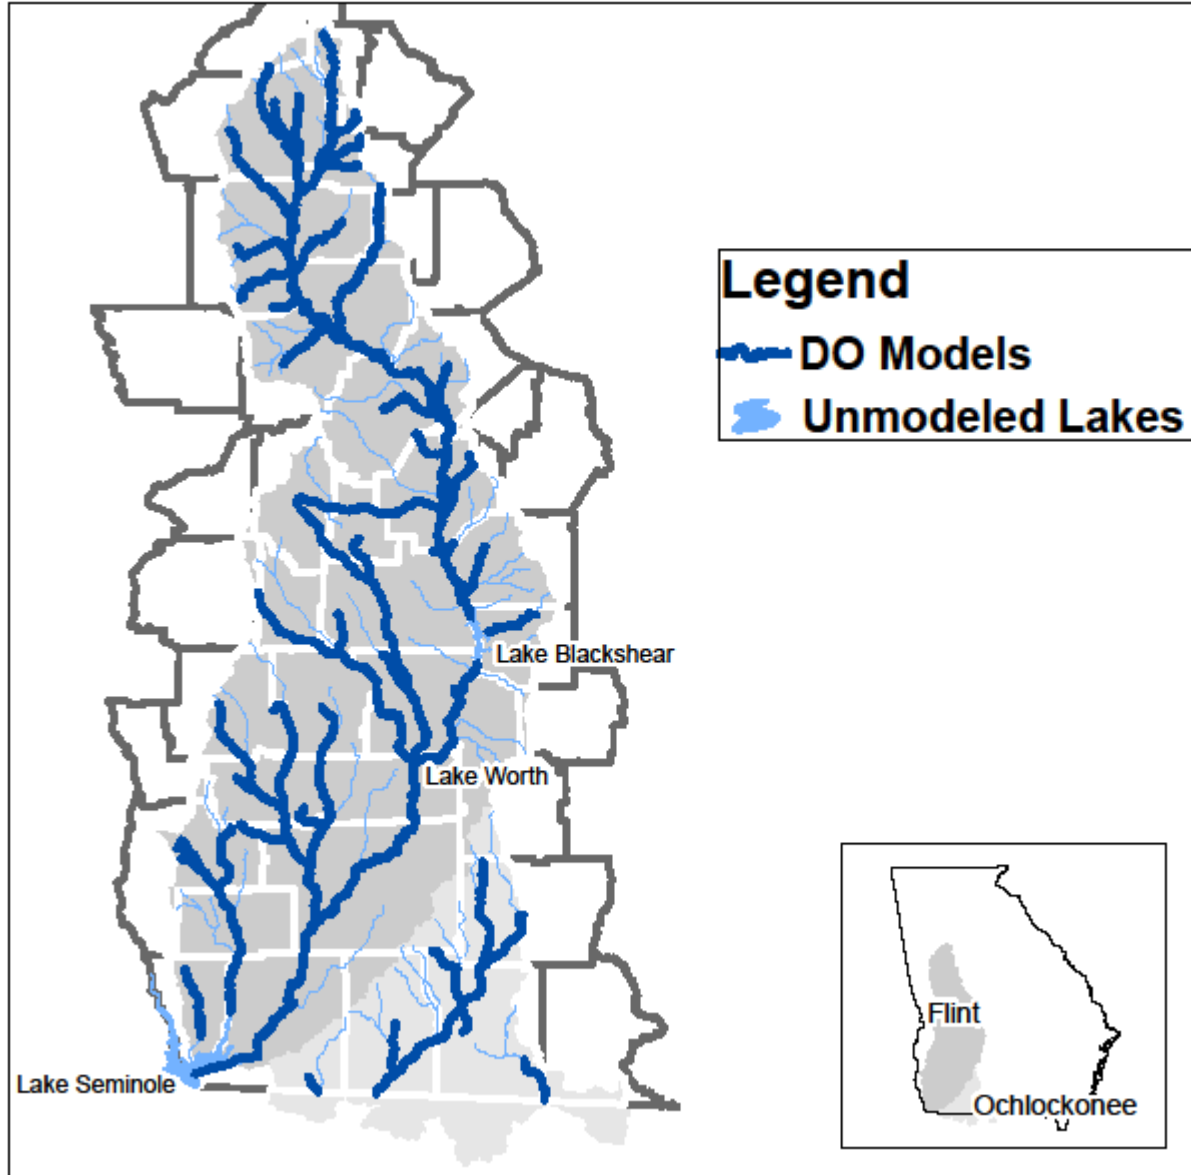 Legend
DO Models
Unmodeled Lakes
Lake Blackshear
Lake Worth
Lake Seminole
Flint
Ochlockonee